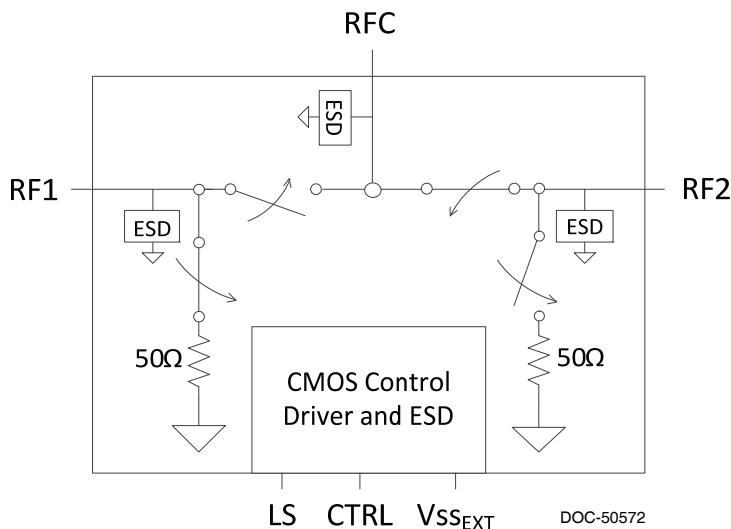 RFC
ESD
RF1
RF2
ESD
ESD
50Ω
50Ω
CMOS Control
Driver and ESD
LS CTRL VssEXT
DOC-50572